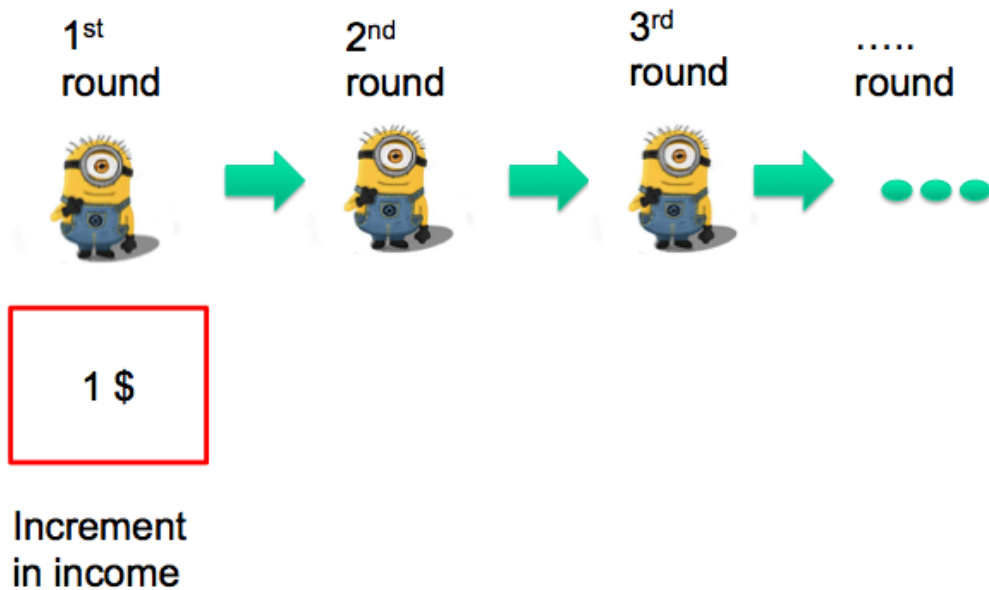 1st
round
2nd
round
3rd
round
.....
round
1 $
Increment
in income